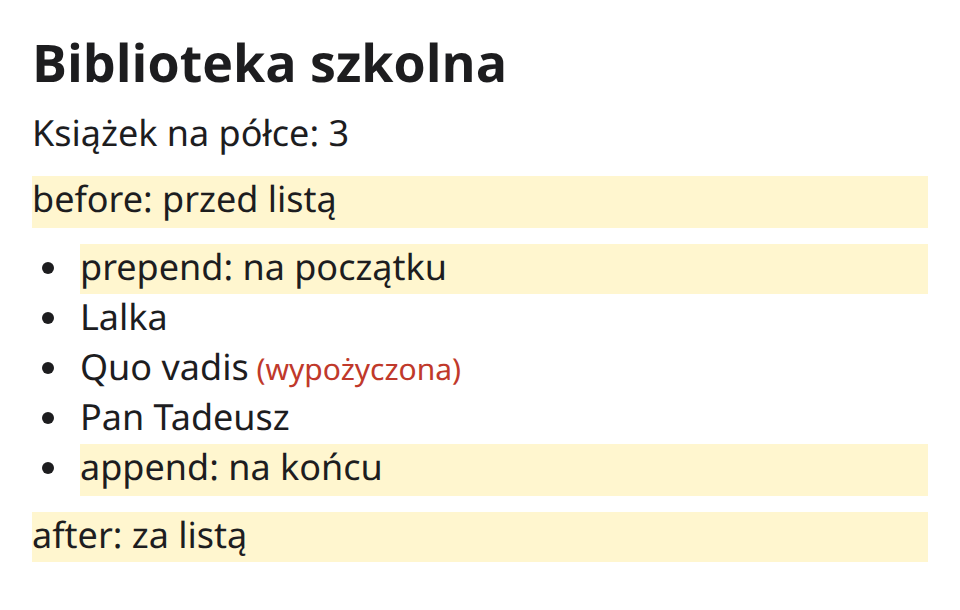 Biblioteka szkolna
Książek na półce: 3
before: przed listą
prepend: na początku
Lalka
Quo vadis (wypożyczona)
Pan Tadeusz
append: na końcu
after: za listą